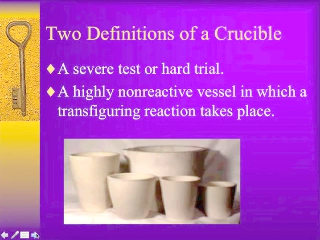 Two Definitions of a Crucible
A severe test or hard trial.
A highly nonreactive vessel in which a
transfiguring reaction takes place.